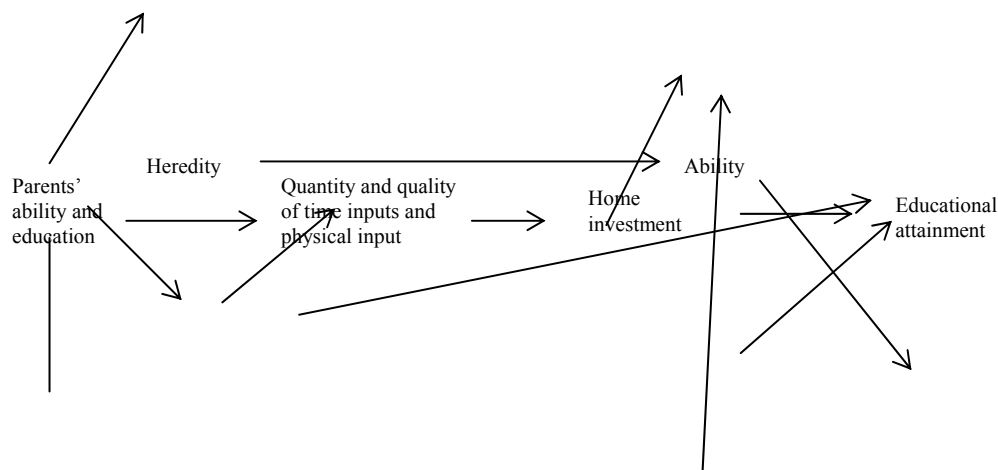 Parents’
ability and
education
Heredity
Quantity and quality
of time inputs and
physical input
Home
investment
Ability
Educational
attainment